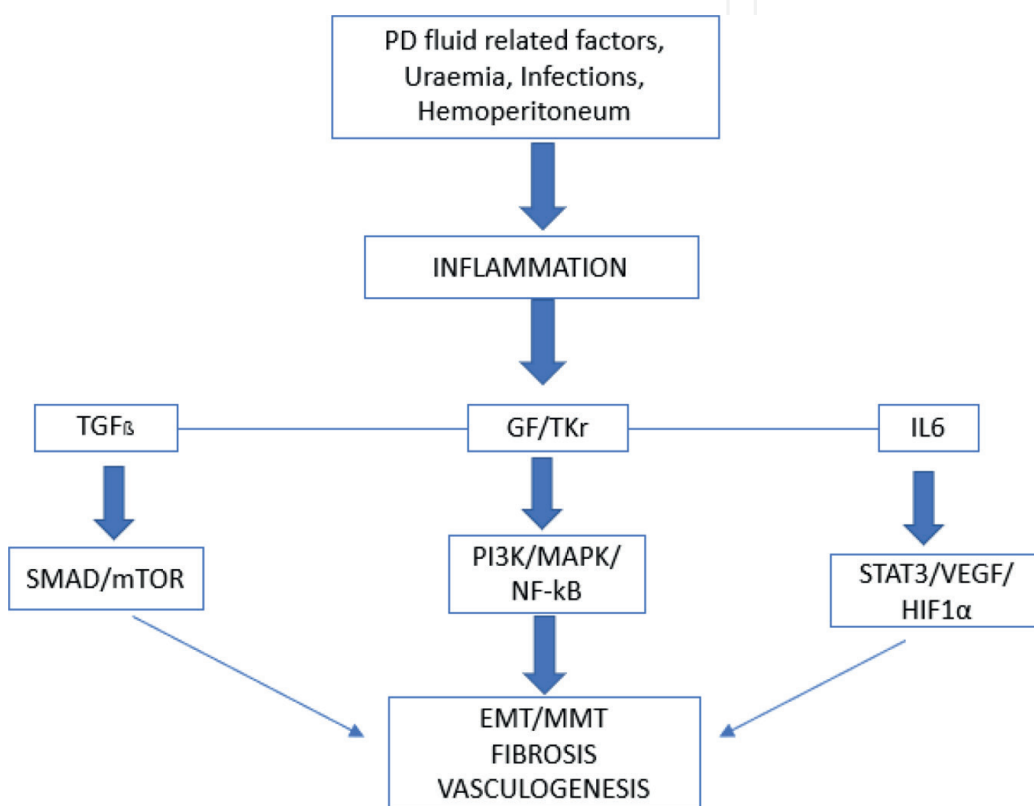 PD fluid related factors,
Uraemia, Infections,
Hemoperitoneum
INFLAMMATION
TGFß
GF/TKr
IL6
SMAD/mTOR
PI3K/MAPK/
NF-kB
STAT3/VEGF/
HIF1α
EMT/MMT
FIBROSIS
VASCULOGENESIS